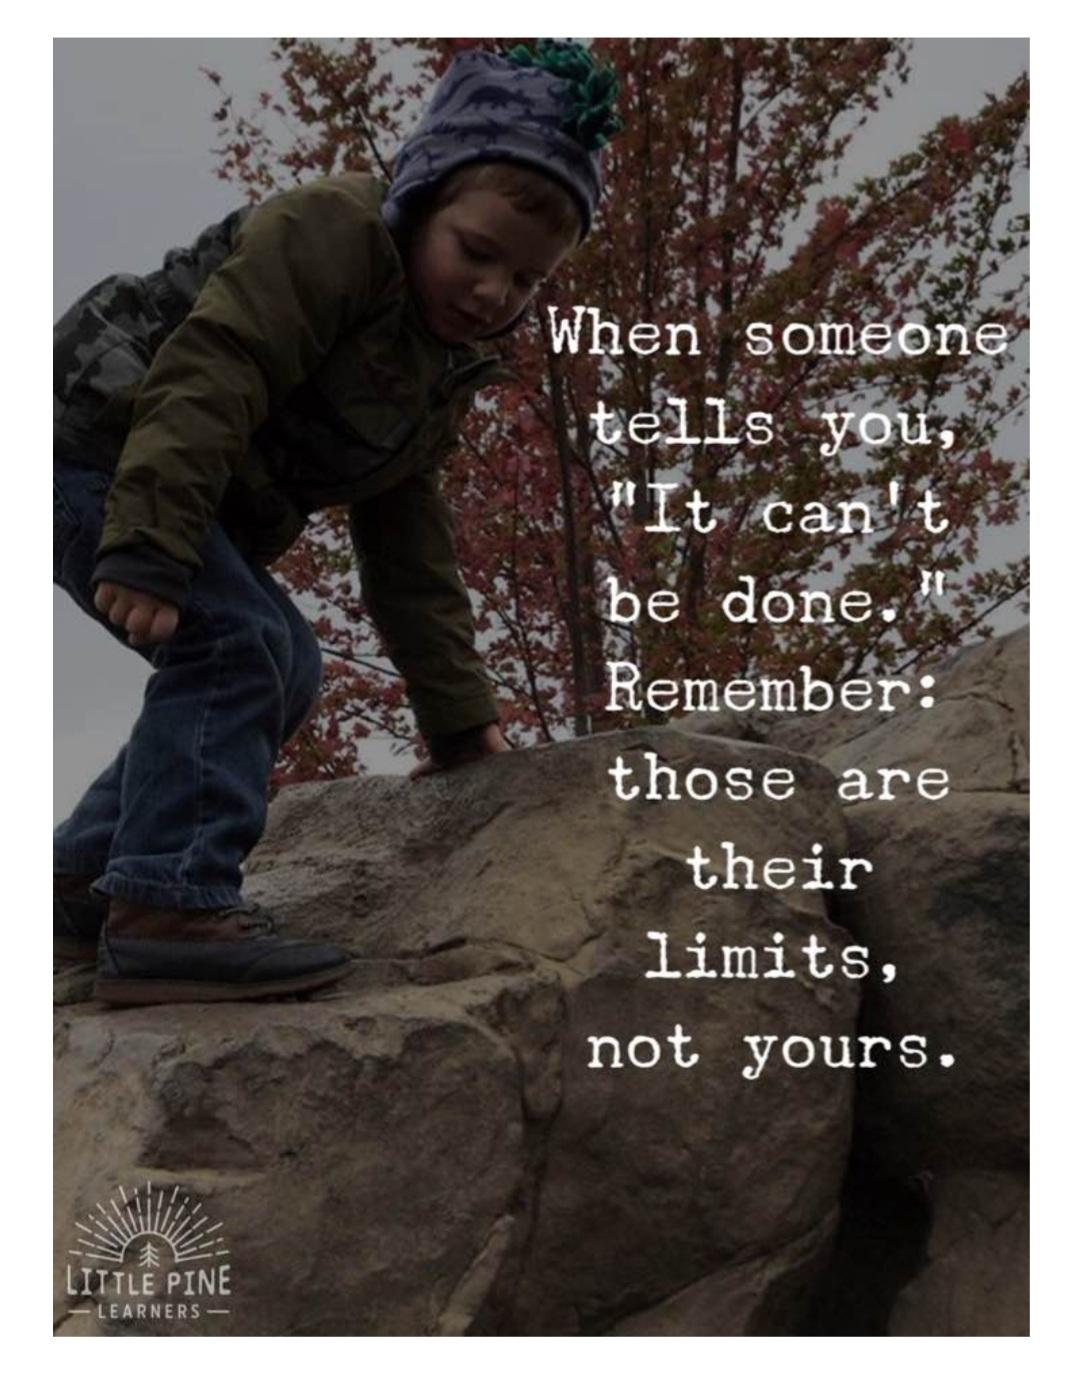 When someone
tells you,
"It can't
be done."
Remember:
those are
their
limits,
not yours.
LITTLE PINE
LEARNERS